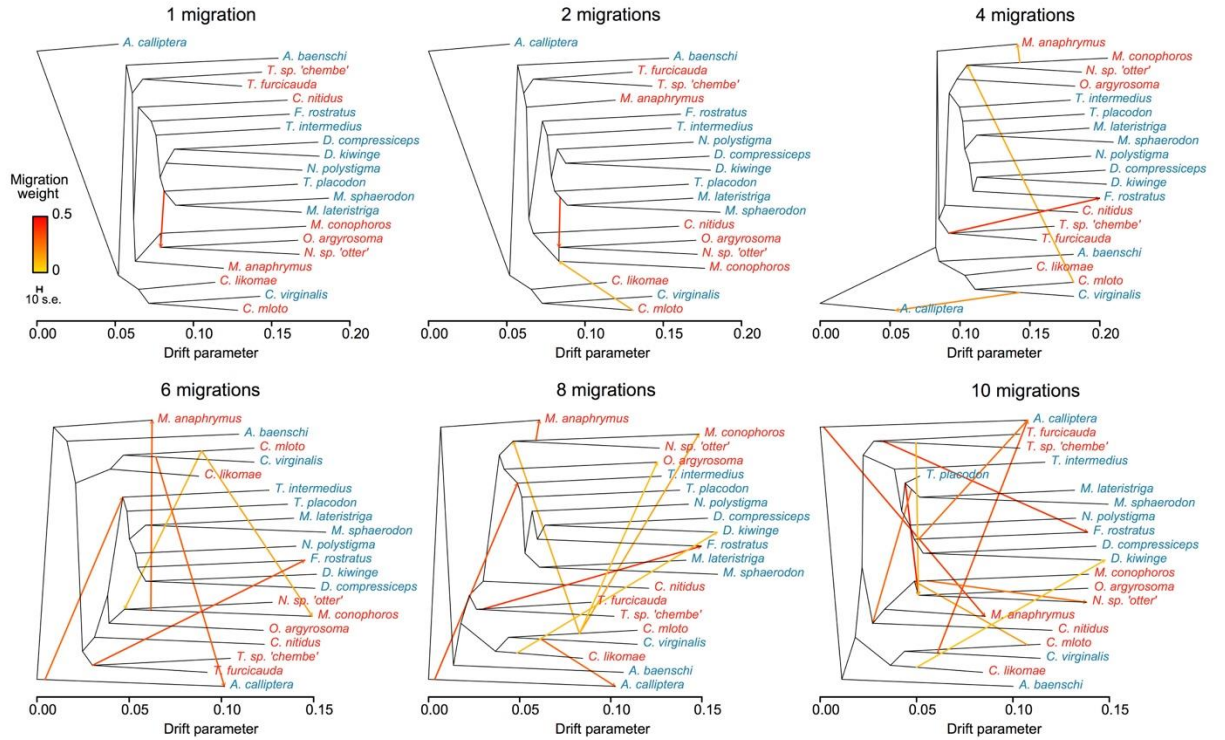 1 migration
A. calliptera
A. baenschi
T. sp. 'chembe'
T. furcicauda
C. nitidus
F. rostratus
T. intermedius
D. compressiceps
D. kiwinge
N. polystigma
T. placodon
M. sphaerodon
M. lateristriga
M. conophoros
O. argyrosoma
N. sp. 'otter'
M. anaphrymus
C. likomae
C. virginalis
C. mloto
Migration
weight
0.5
0
10 s.e.
0.00 0.05 0.10 0.15 0.20
Drift parameter
2 migrations
A. calliptera
A. baenschi
T. furcicauda
T. sp. 'chembe'
M. anaphrymus
F. rostratus
T. intermedius
N. polystigma
D. compressiceps
D. kiwinge
T. placodon
M. lateristriga
M. sphaerodon
C. nitidus
O. argyrosoma
N. sp. 'otter'
M. conophoros
C. likomae
C. virginalis
C. mloto
0.00 0.05 0.10 0.15 0.20
Drift parameter
4 migrations
M. anaphrymus
M. conophoros
N. sp. 'otter'
O. argyrosoma
T. intermedius
T. placodon
M. lateristriga
M. sphaerodon
N. polystigma
D. compressiceps
D. kiwinge
F. rostratus
C. nitidus
T. sp. 'chembe'
T. furcicauda
A. baenschi
C. likomae
C. mloto
C. virginalis
A. calliptera
0.00 0.05 0.10 0.15 0.20
Drift parameter
6 migrations
M. anaphrymus
A. baenschi
C. mloto
C. virginalis
C. likomae
T. intermedius
T. placodon
M. lateristriga
M. sphaerodon
N. polystigma
F. rostratus
D. kiwinge
D. compressiceps
N. sp. 'otter'
M. conophoros
O. argyrosoma
C. nitidus
T. sp. 'chembe'
T. furcicauda
A. calliptera
0.00 0.05 0.10 0.15
Drift parameter
8 migrations
M. anaphrymus
M. conophoros
N. sp. 'otter'
O. argyrosoma
T. intermedius
T. placodon
N. polystigma
D. compressiceps
D. kiwinge
F. rostratus
M. lateristriga
M. sphaerodon
C. nitidus
T. furcicauda
T. sp. 'chembe'
C. mloto
C. virginalis
C. likomae
A. baenschi
A. calliptera
0.00 0.05 0.10 0.15
Drift parameter
10 migrations
A. calliptera
T. furcicauda
T. sp. 'chembe'
T. intermedius
T. placodon
M. lateristriga
M. sphaerodon
N. polystigma
F. rostratus
D. compressiceps
D. kiwinge
M. conophoros
O. argyrosoma
N. sp. 'otter'
M. anaphrymus
C. nitidus
C. mloto
C. virginalis
C. likomae
A. baenschi
0.00 0.05 0.10 0.15
Drift parameter